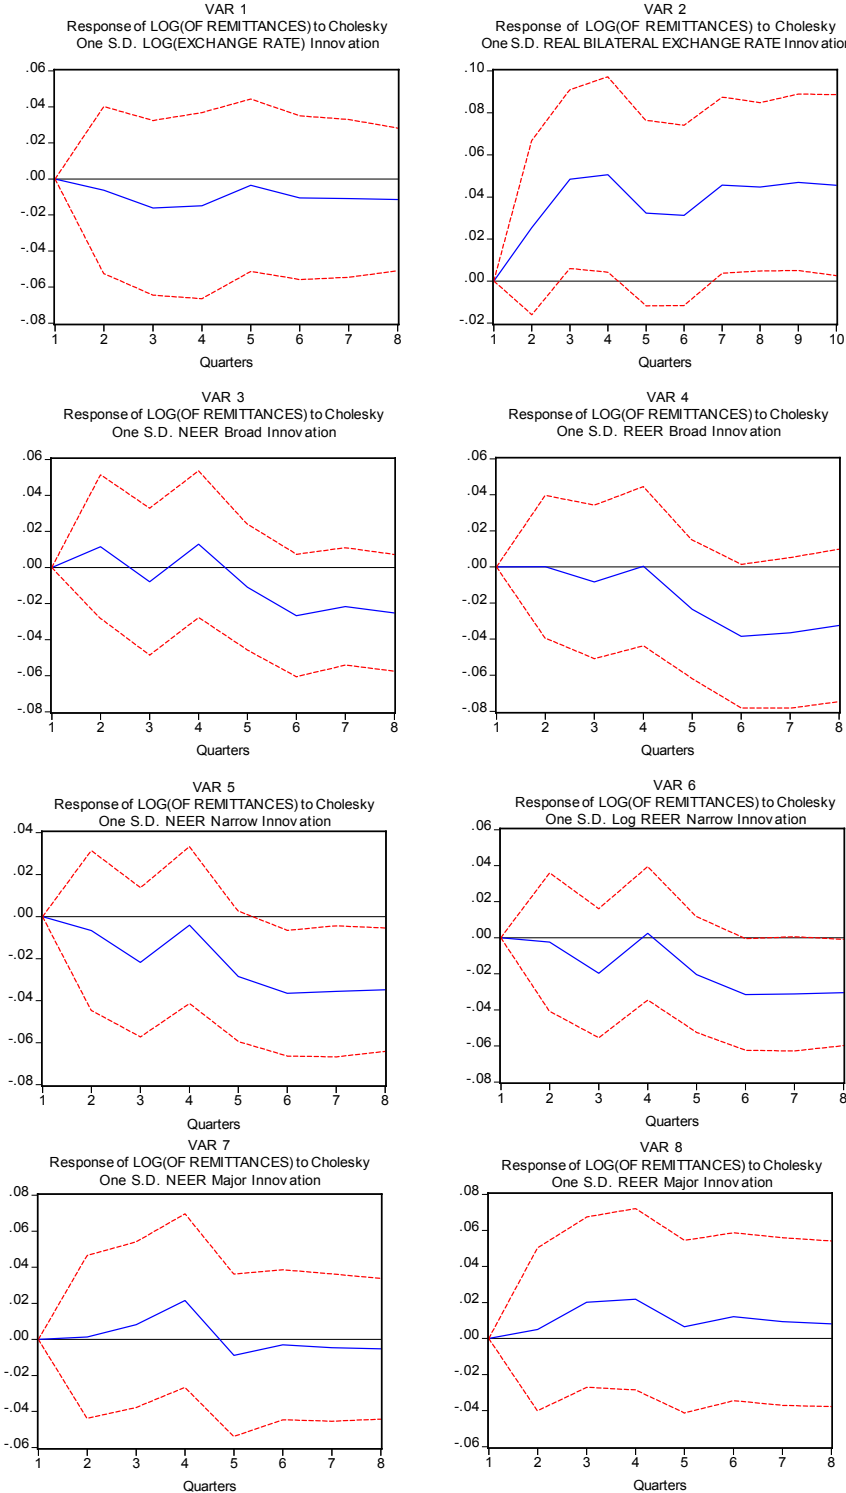 VAR 1
Response of LOG(OF REMITTANCES) to Cholesky
One S.D. LOG(EXCHANGE RATE) Innovation
.06
.04
.02
.00
-.02
-.04
-.06
-.08
1 2 3 4 5 6 7 8
Quarters
VAR 2
Response of LOG(OF REMITTANCES) to Cholesky
One S.D. REAL BILATERAL EXCHANGE RATE Innovation
.10
.08
.06
.04
.02
.00
-.02
1 2 3 4 5 6 7 8 9 10
Quarters
VAR 3
Response of LOG(OF REMITTANCES) to Cholesky
One S.D. NEER Broad Innovation
.06
.04
.02
.00
-.02
-.04
-.06
-.08
1 2 3 4 5 6 7 8
Quarters
VAR 4
Response of LOG(OF REMITTANCES) to Cholesky
One S.D. REER Broad Innovation
.06
.04
.02
.00
-.02
-.04
-.06
-.08
1 2 3 4 5 6 7 8
Quarters
VAR 5
Response of LOG(OF REMITTANCES) to Cholesky
One S.D. NEER Narrow Innovation
.04
.02
.00
-.02
-.04
-.06
-.08
1 2 3 4 5 6 7 8
Quarters
VAR 6
Response of LOG(OF REMITTANCES) to Cholesky
One S.D. Log REER Narrow Innovation
.06
.04
.02
.00
-.02
-.04
-.06
-.08
1 2 3 4 5 6 7 8
Quarters
VAR 7
Response of LOG(OF REMITTANCES) to Cholesky
One S.D. NEER Major Innovation
.08
.06
.04
.02
.00
-.02
-.04
-.06
1 2 3 4 5 6 7 8
Quarters
VAR 8
Response of LOG(OF REMITTANCES) to Cholesky
One S.D. REER Major Innovation
.08
.06
.04
.02
.00
-.02
-.04
-.06
1 2 3 4 5 6 7 8
Quarters